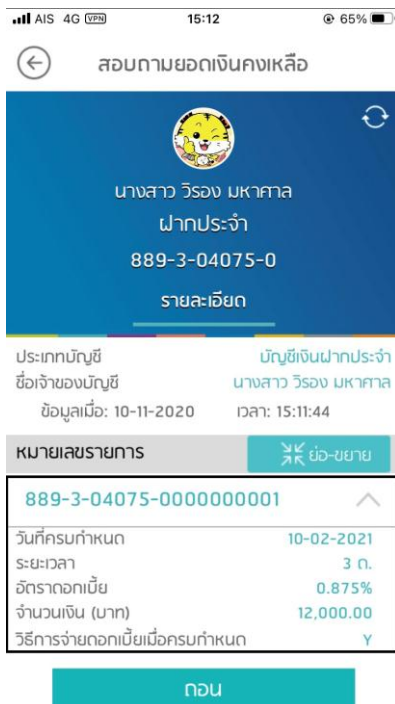 AIS 4G VPN 15:12 65%
สอบถามยอดเงินคงเหลือ
นางสาว วิรอง มหาศาล
ฝากประจำ
889-3-04075-0
รายละเอียด
ประเภทบัญชี บัญชีเงินฝากประจำ
ชื่อเจ้าของบัญชี นางสาว วิรอง มหาศาล
ข้อมูลเมื่อ: 10-11-2020 เวลา: 15:11:44
หมายเลขรายการ ย่อ-ขยาย
889-3-04075-0000000001
วันที่ครบกำหนด 10-02-2021
ระยะเวลา 3 ด.
อัตราดอกเบี้ย 0.875%
จำนวนเงิน (บาท) 12,000.00
วิธีการจ่ายดอกเบี้ยเมื่อครบกำหนด Y
ถอน